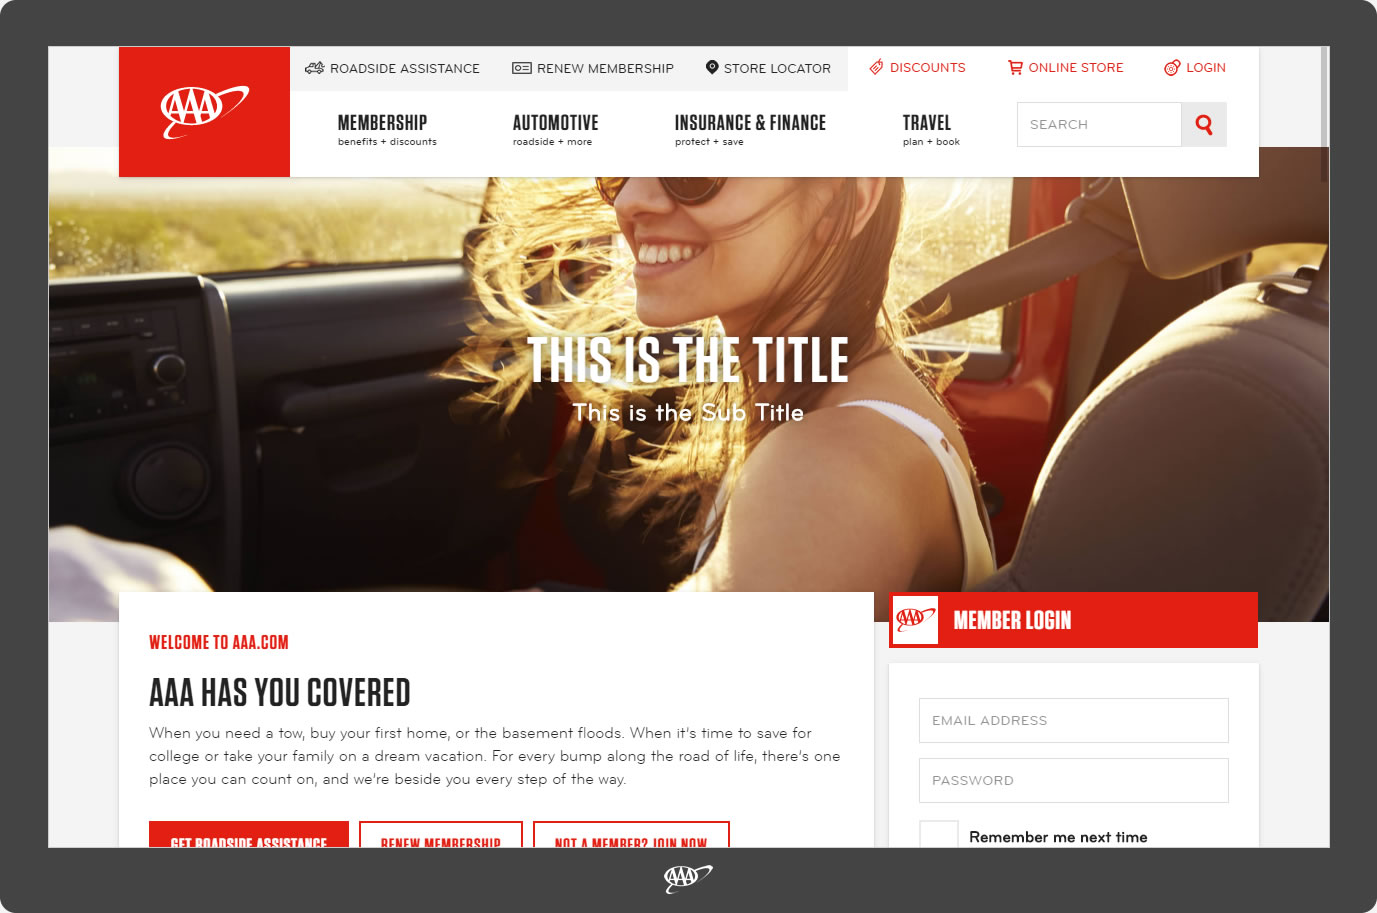 AAA
ROADSIDE ASSISTANCE
RENEW MEMBERSHIP
STORE LOCATOR
DISCOUNTS
ONLINE STORE
LOGIN
MEMBERSHIP
benefits + discounts
AUTOMOTIVE
roadside + more
INSURANCE & FINANCE
protect + save
TRAVEL
plan + book
SEARCH
THIS IS THE TITLE
This is the Sub Title
WELCOME TO AAA.COM
AAA HAS YOU COVERED
When you need a tow, buy your first home, or the basement floods. When it's time to save for
college or take your family on a dream vacation. For every bump along the road of life, there's one
place you can count on, and we're beside you every step of the way.
GET ROADSIDE ASSISTANCE
RENEW MEMBERSHIP
NOT A MEMBER? JOIN NOW
AAA
MEMBER LOGIN
EMAIL ADDRESS
PASSWORD
Remember me next time
AAA